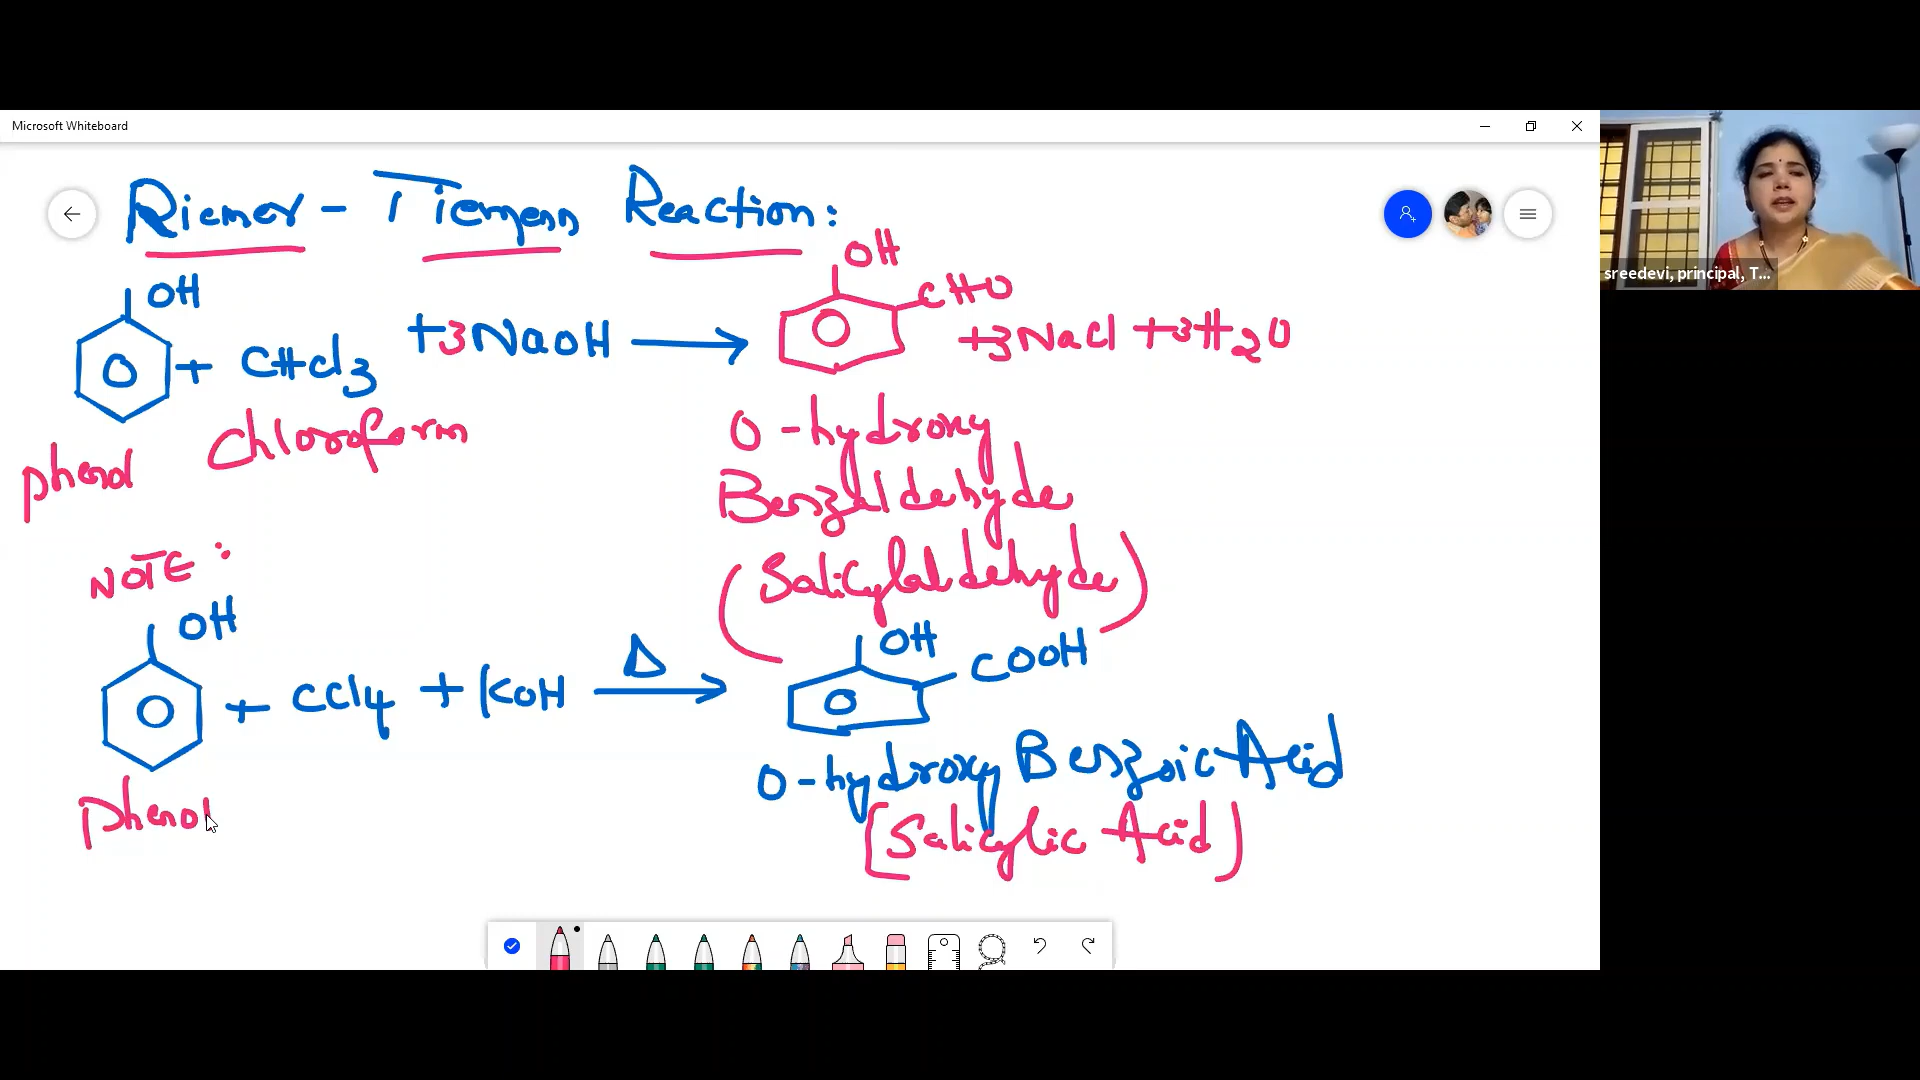 Microsoft Whiteboard
Riemer - Tiemenn Reaction:
OH
+ CHCl3 +3NaOH
OH
CHO
+3NaCl +3H2O
phenol Chloroform
O-hydroxy
Benzaldehyde
(Salicylaldehyde)
NOTE:
OH
+ CCl4 + KOH Δ
OH
COOH
O-hydroxy Benzoic Acid
[Salicylic Acid)
phenol
sreedevi, principal, T...